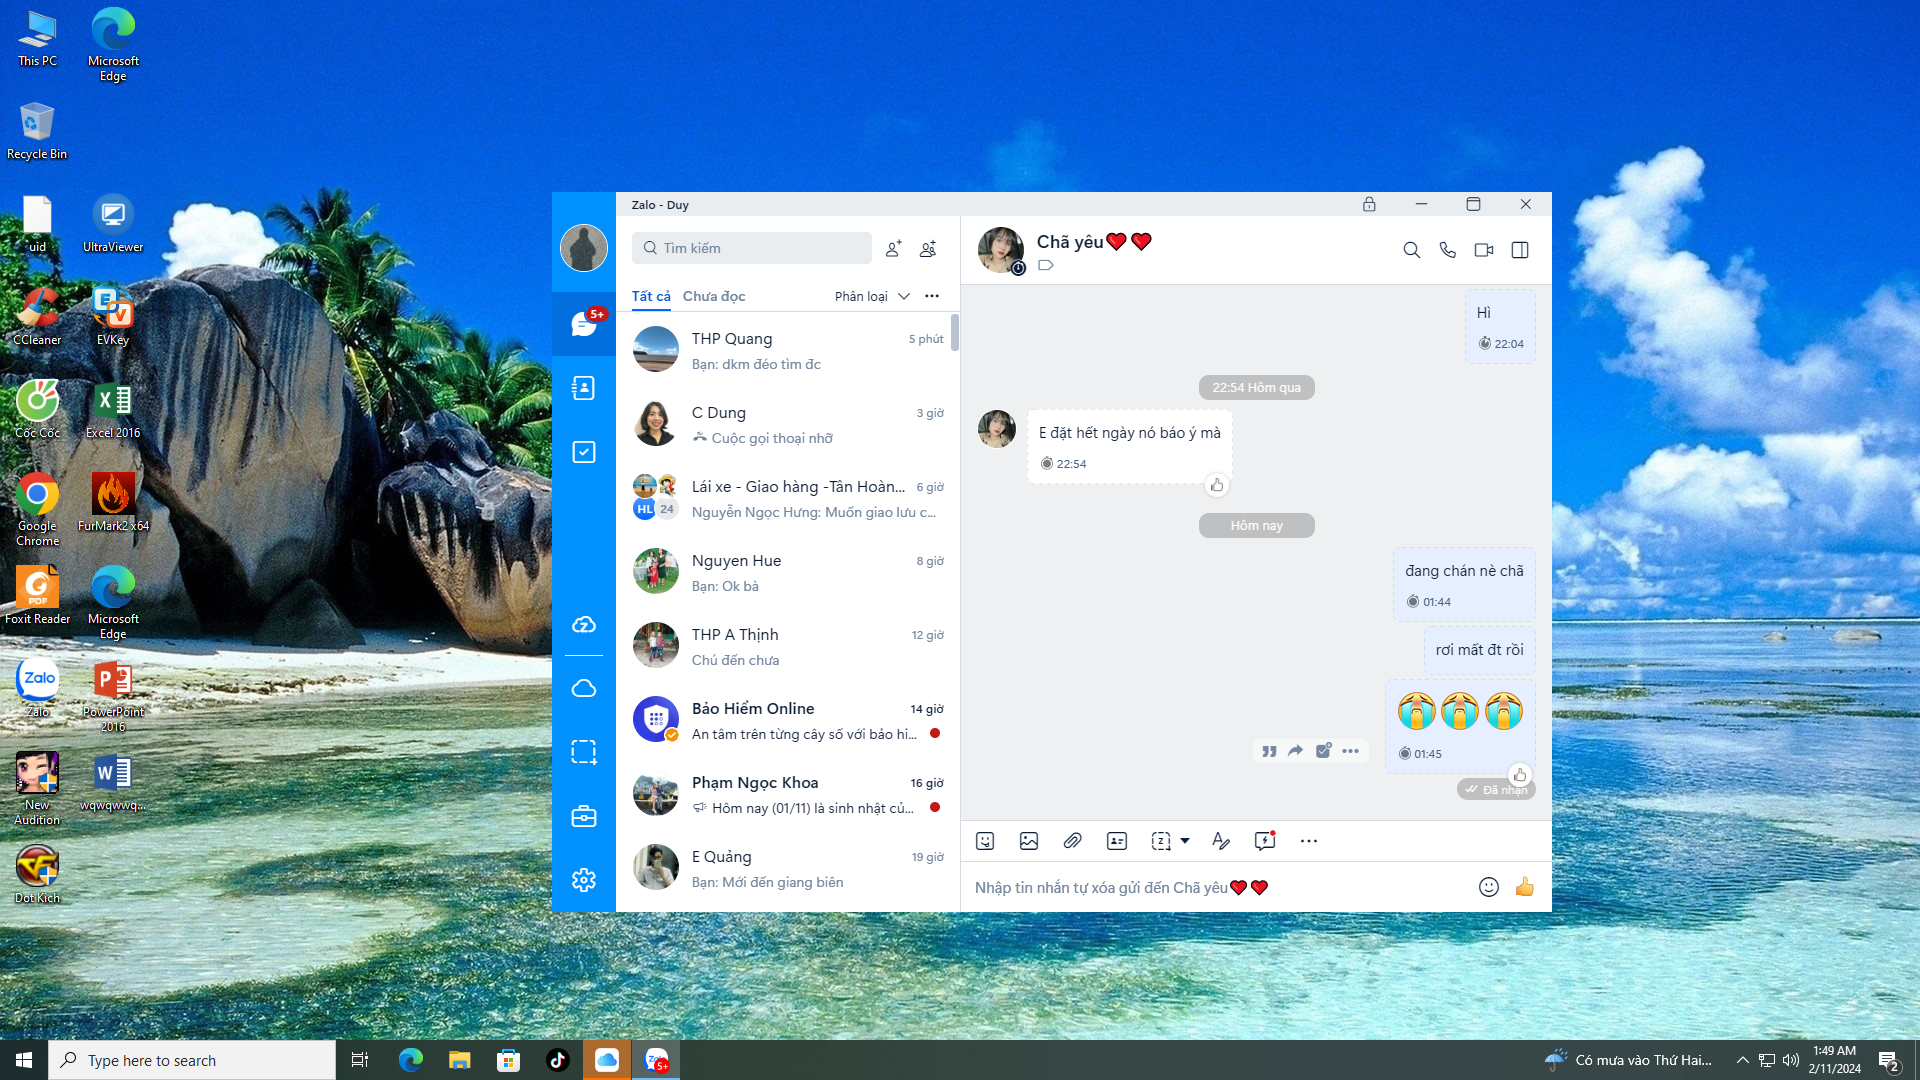 This PC
Microsoft
Edge
Recycle Bin
uid
UltraViewer
CCleaner
EVKey
Cốc Cốc
Excel 2016
Google
Chrome
FurMark2 x64
Foxit Reader
Microsoft
Edge
Zalo
PowerPoint
2016
New
Audition
wqwqwwq...
Dot Kich
Zalo - Duy
Tìm kiếm
Tất cả
Chưa đọc
Phân loại
5+
THP Quang
5 phút
Bạn: dkm đéo tìm đc
C Dung
3 giờ
Cuộc gọi thoại nhỡ
Lái xe - Giao hàng -Tân Hoàn...
6 giờ
HL
24
Nguyễn Ngọc Hưng: Muốn giao lưu c...
Nguyen Hue
8 giờ
Bạn: Ok bà
THP A Thịnh
12 giờ
Chú đến chưa
Bảo Hiểm Online
14 giờ
An tâm trên từng cây số với bảo hi...
Phạm Ngọc Khoa
16 giờ
Hôm nay (01/11) là sinh nhật củ...
E Quảng
19 giờ
Bạn: Mới đến giang biên
Chã yêu❤️❤️
Hì
22:04
22:54 Hôm qua
E đặt hết ngày nó báo ý mà
22:54
Hôm nay
đang chán nè chã
01:44
rơi mất đt rồi
😭😭😭
01:45
Đã nhận
Nhập tin nhắn tự xóa gửi đến Chã yêu❤️❤️
Type here to search
Zalo
5+
Có mưa vào Thứ Hai...
1:49 AM
2/11/2024
2